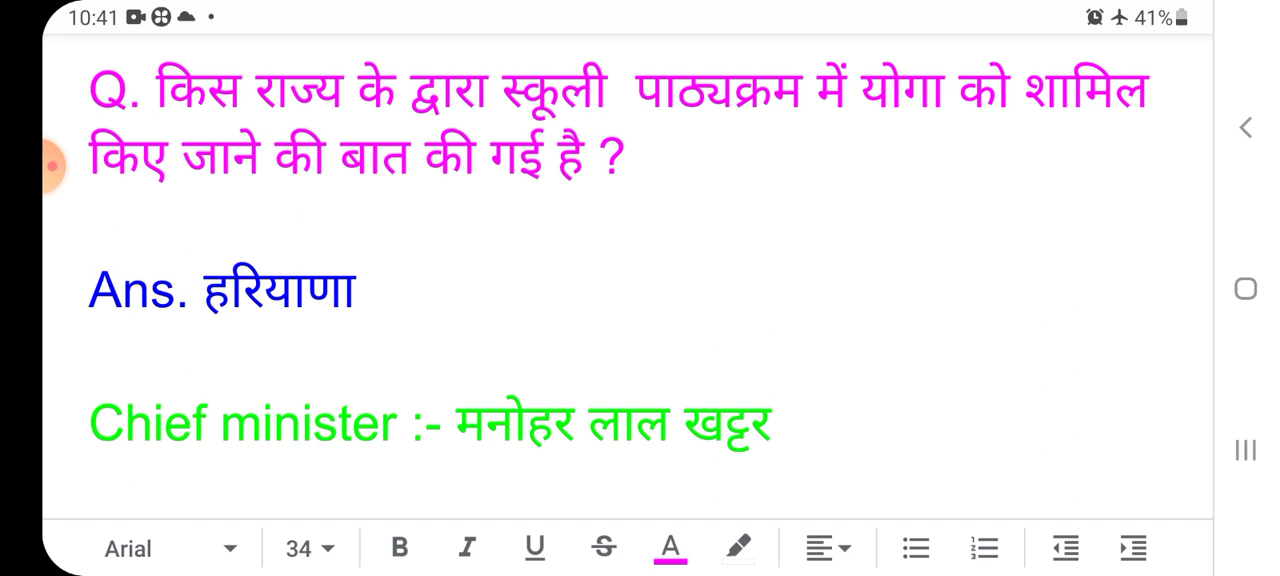 10:41
41%
Q. किस राज्य के द्वारा स्कूली पाठ्यक्रम में योगा को शामिल
किए जाने की बात की गई है ?
Ans. हरियाणा
Chief minister :- मनोहर लाल खट्टर
Arial 34 B I U S A